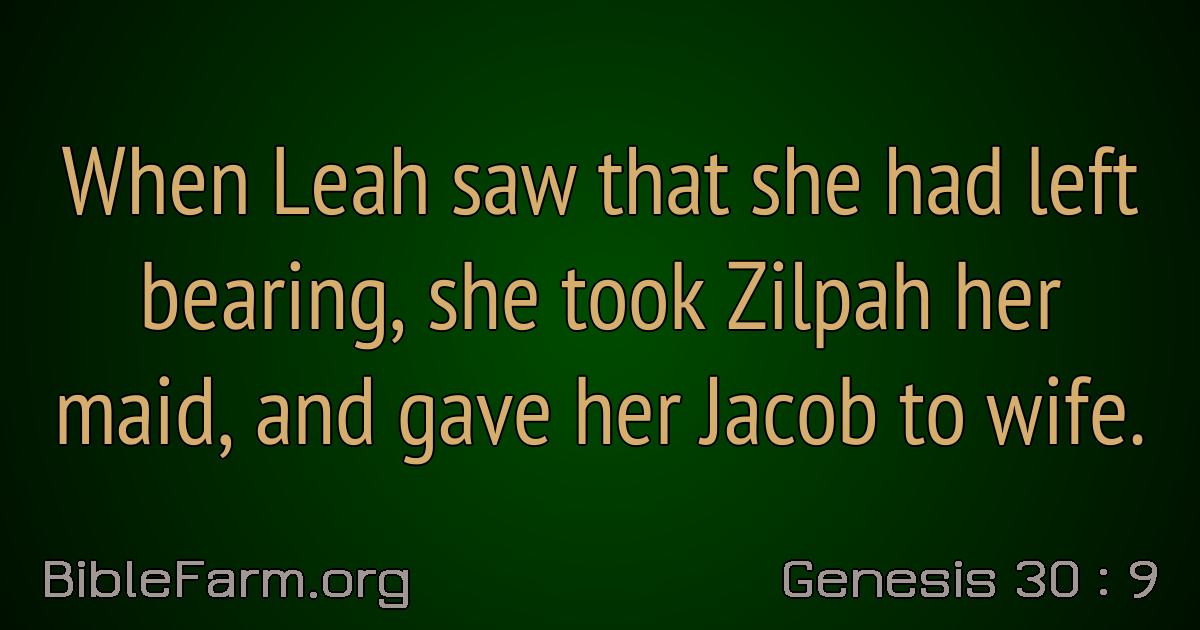 When Leah saw that she had left
bearing, she took Zilpah her
maid, and gave her Jacob to wife.
BibleFarm.org
Genesis 30 : 9